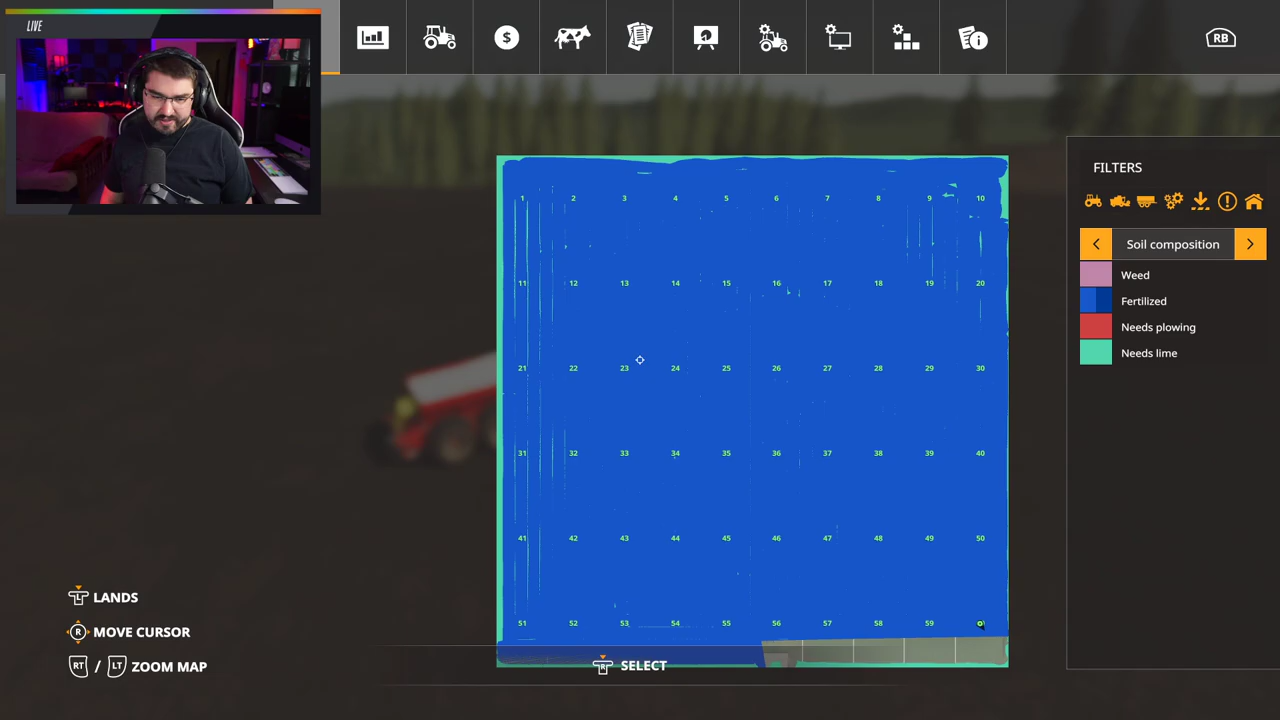 LIVE
$
RB
FILTERS
Soil composition
Weed
Fertilized
Needs plowing
Needs lime
1 2 3 4 5 6 7 8 9 10
11 12 13 14 15 16 17 18 19 20
21 22 23 24 25 26 27 28 29 30
31 32 33 34 35 36 37 38 39 40
41 42 43 44 45 46 47 48 49 50
51 52 53 54 55 56 57 58 59
L LANDS
R MOVE CURSOR
RT / LT ZOOM MAP
R SELECT